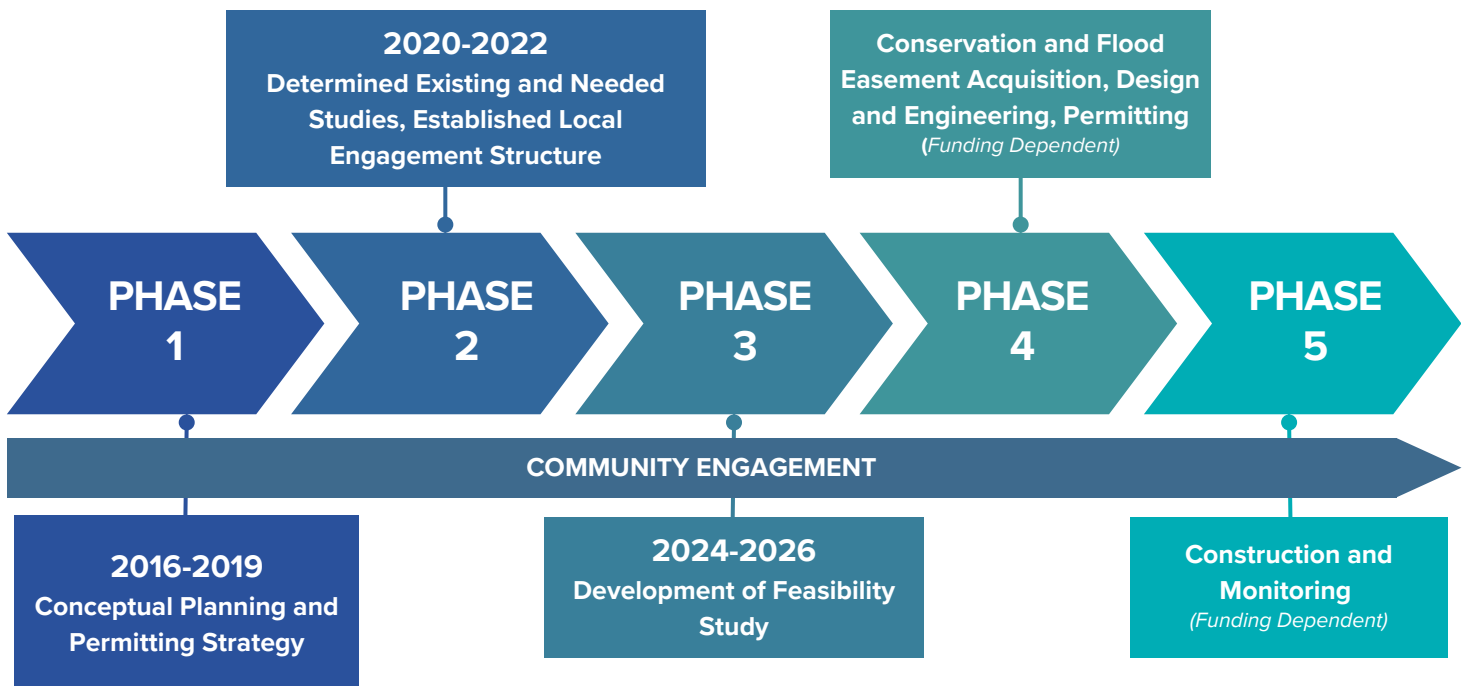 2020-2022
Determined Existing and Needed
Studies, Established Local
Engagement Structure
Conservation and Flood
Easement Acquisition, Design
and Engineering, Permitting
(Funding Dependent)
PHASE
1
PHASE
2
PHASE
3
PHASE
4
PHASE
5
COMMUNITY ENGAGEMENT
2016-2019
Conceptual Planning and
Permitting Strategy
2024-2026
Development of Feasibility
Study
Construction and
Monitoring
(Funding Dependent)